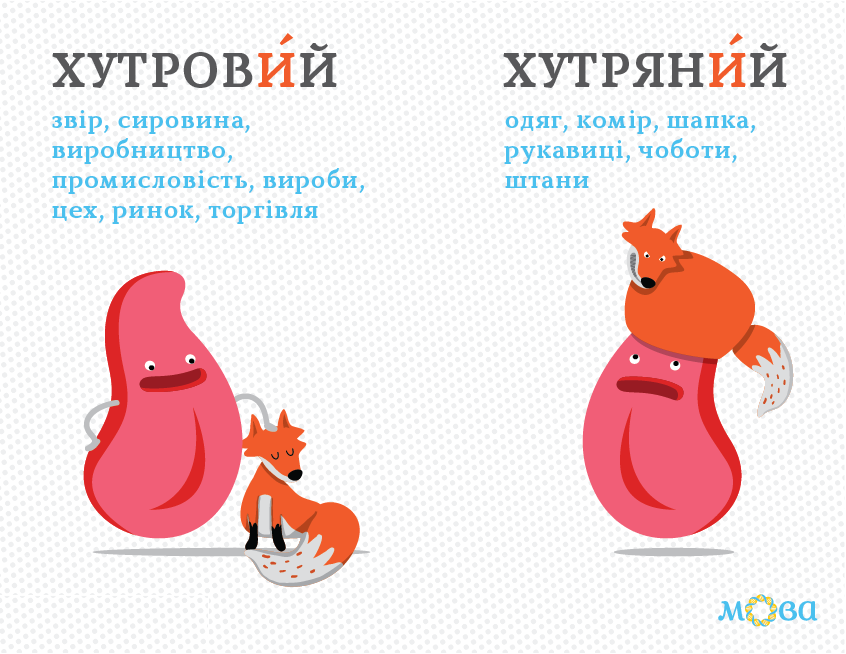 ХУТРОВИ́Й
звір, сировина,
виробництво,
промисловість, вироби,
цех, ринок, торгівля
ХУТРЯНИ́Й
одяг, комір, шапка,
рукавиці, чоботи,
штани
мова